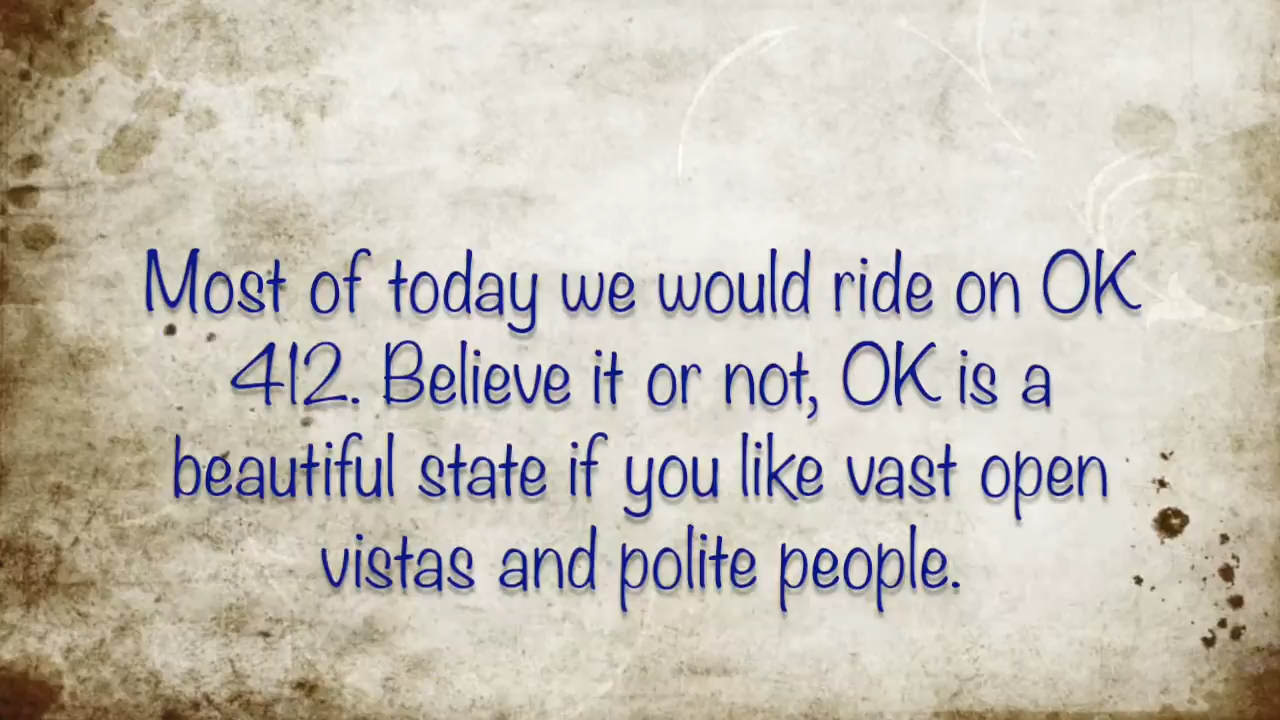 Most of today we would ride on OK
412. Believe it or not, OK is a
beautiful state if you like vast open
vistas and polite people.